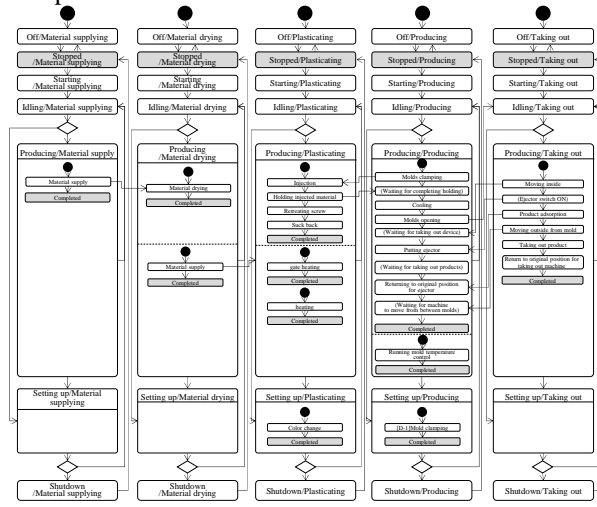 Off/Material supplying
Off/Material drying
Off/Plasticating
Off/Producing
Off/Taking out
Stopped
/Material supplying
Stopped
/Material drying
Stopped/Plasticating
Stopped/Producing
Stopped/Taking out
Starting
/Material supplying
Starting
/Material drying
Starting/Plasticating
Starting/Producing
Starting/Taking out
Idling/Material supplying
Idling/Material drying
Idling/Plasticating
Idling/Producing
Idling/Taking out
Producing/Material supply
Material supply
Completed
Producing
/Material drying
Material drying
Completed
Material supply
Completed
Producing/Plasticating
Injection
Holding injected material
Retreating screw
Suck back
Completed
gate heating
Completed
heating
Completed
Producing/Producing
Molds clamping
(Waiting for completing holding)
Cooling
Molds opening
(Waiting for taking out device)
Putting ejector
(Waiting for taking out products)
Returning to original position
for ejector
(Waiting for machine
to move from between molds)
Completed
Running mold temperature
control
Completed
Producing/Taking out
Moving inside
(Ejector switch ON)
Product adsorption
Moving outside from mold
Taking out product
Return to original position for
taking out machine
Completed
Setting up/Material
supplying
Setting up/Material drying
Setting up/Plasticating
Color change
Completed
Setting up/Producing
[D-1]Mold clamping
Completed
Setting up/Taking out
Shutdown
/Material supplying
Shutdown
/Material drying
Shutdown/Plasticating
Shutdown/Producing
Shutdown/Taking out